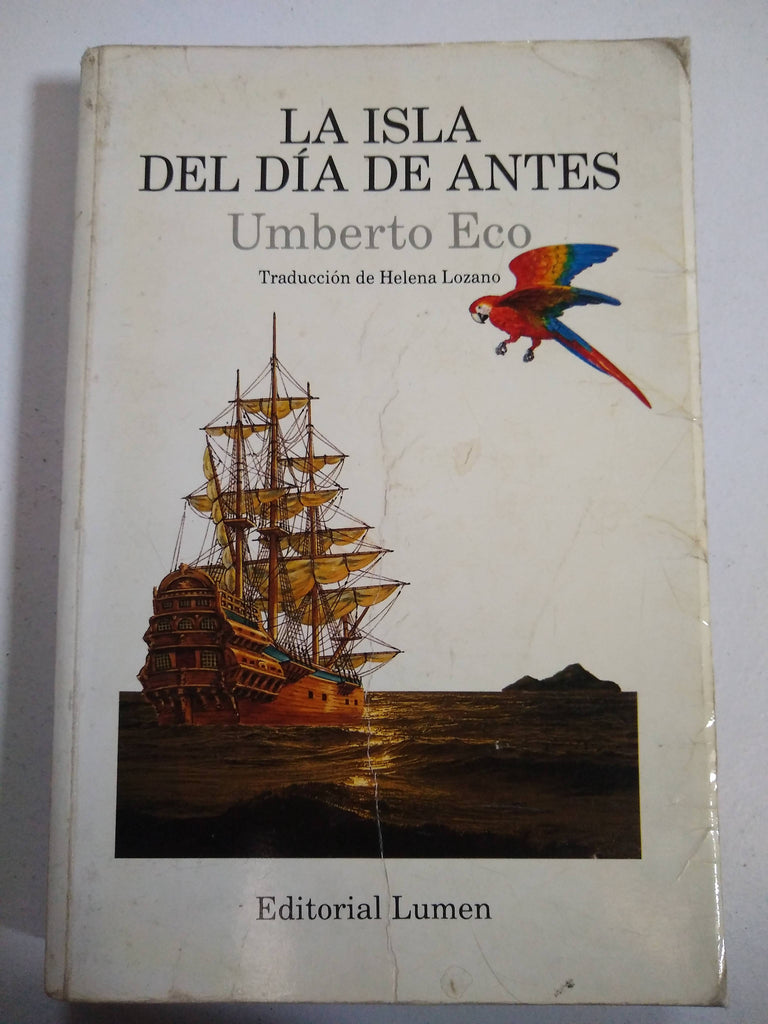 LA ISLA
DEL DÍA DE ANTES
Umberto Eco
Traducción de Helena Lozano
Editorial Lumen